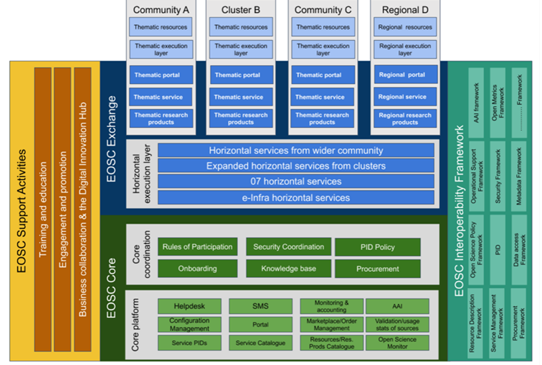 Community A
Cluster B
Community C
Regional D
Thematic resources
Thematic resources
Thematic resources
Regional resources
Thematic execution
layer
Thematic execution
layer
Thematic execution
layer
Regional execution
layer
Thematic portal
Thematic portal
Thematic portal
Regional portal
Thematic service
Thematic service
Thematic service
Regional service
Thematic research
products
Thematic research
products
Thematic research
products
Regional research
products
EOSC Support Activities
Training and education
Engagement and promotion
Business collaboration & the Digital Innovation Hub
EOSC Exchange
Horizontal
execution layer
Horizontal services from wider community
Expanded horizontal services from clusters
07 horizontal services
e-Infra horizontal services
EOSC Core
Core
coordination
Rules of Participation
Security Coordination
PID Policy
Onboarding
Knowledge base
Procurement
Core platform
Helpdesk
SMS
Monitoring &
accounting
AAI
Configuration
Management
Portal
Marketplace/Order
Management
Validation/usage
stats of sources
Service PIDs
Service Catalogue
Resources/Res.
Prods Catalogue
Open Science
Monitor
EOSC Interoperability Framework
AAI framework
Open Metrics
Framework
........ Framework
Operational Support
Framework
Security Framework
Metadata Framework
Open Science Policy
Framework
PID
Data access
Framework
Resource Description
Framework
Service Management
Framework
Procurement
Framework